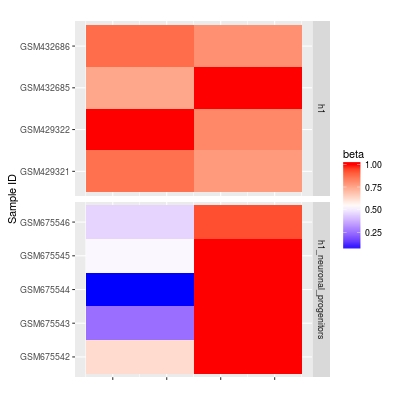 Sample ID
GSM432686
GSM432685
GSM429322
GSM429321
h1
GSM675546
GSM675545
GSM675544
GSM675543
GSM675542
h1_neuronal_progenitors
beta
1.00
0.75
0.50
0.25